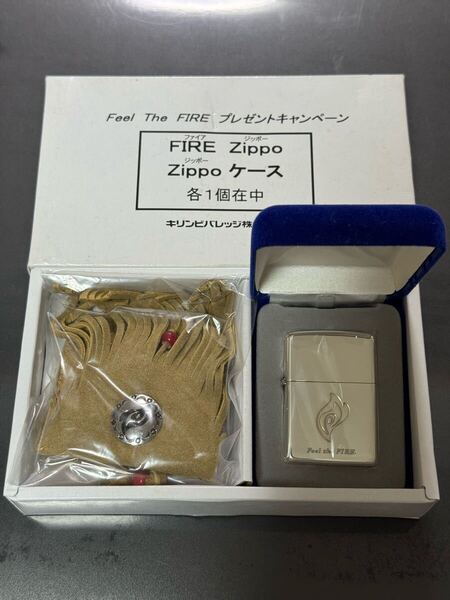 Feel The FIRE プレゼントキャンペーン
ファイア ジッポー
FIRE Zippo
ジッポー
Zippo ケース
各1個在中
キリンビバレッジ株
Feel the FIRE.